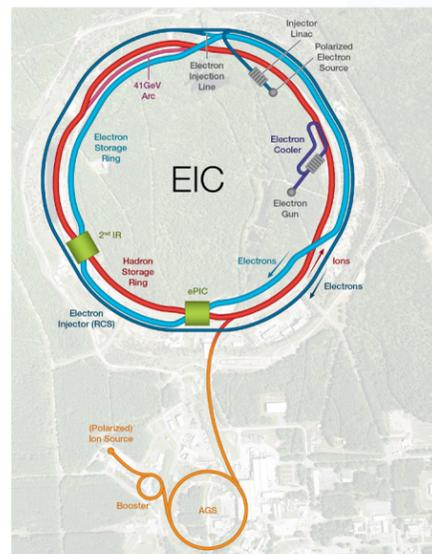 Injector
Linac
Polarized
Electron
Source
Electron
Injection
Line
41GeV
Arc
Electron
Storage
Ring
Electron
Cooler
EIC
Electron
Gun
2nd IR
Hadron
Storage
Ring
Electrons
Ions
Electrons
ePIC
Electron
Injector (RCS)
(Polarized)
Ion Source
Booster
AGS